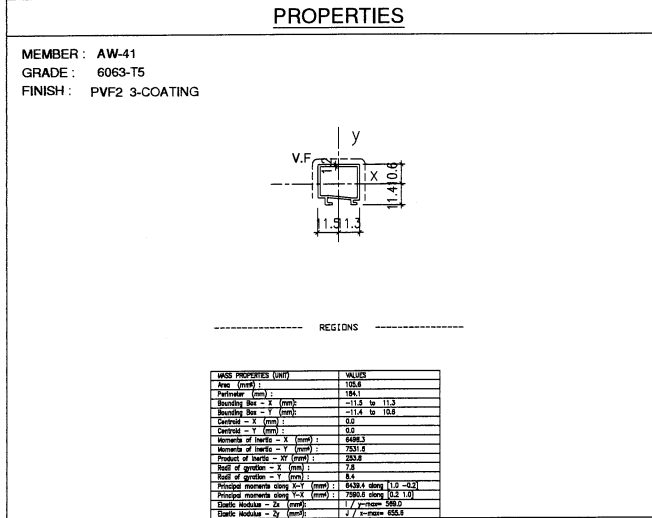 PROPERTIES
MEMBER : AW-41
GRADE : 6063-T5
FINISH : PVF2 3-COATING
y
V.F
1
X
10.6
11.4
11.5 11.3
REGIONS
MASS PROPERTIES (UNIT) VALUES
Area (mm²) : 105.6
Perimeter (mm) : 184.1
Bounding Box - X (mm): -11.5 to 11.3
Bounding Box - Y (mm): -11.4 to 10.6
Centroid - X (mm) : 0.0
Centroid - Y (mm) : 0.0
Moments of Inertia - X (mm⁴) : 6498.3
Moments of Inertia - Y (mm⁴) : 7531.6
Product of Inertia - XY (mm⁴) : 253.8
Radii of gyration - X (mm) : 7.8
Radii of gyration - Y (mm) : 8.4
Principal moments along X-Y (mm⁴) : 6439.4 along [1.0 -0.2]
Principal moments along Y-X (mm⁴) : 7590.6 along [0.2 1.0]
Elastic Modulus - Zx (mm³): I / y-max= 569.0
Elastic Modulus - Zy (mm³): J / x-max= 655.8